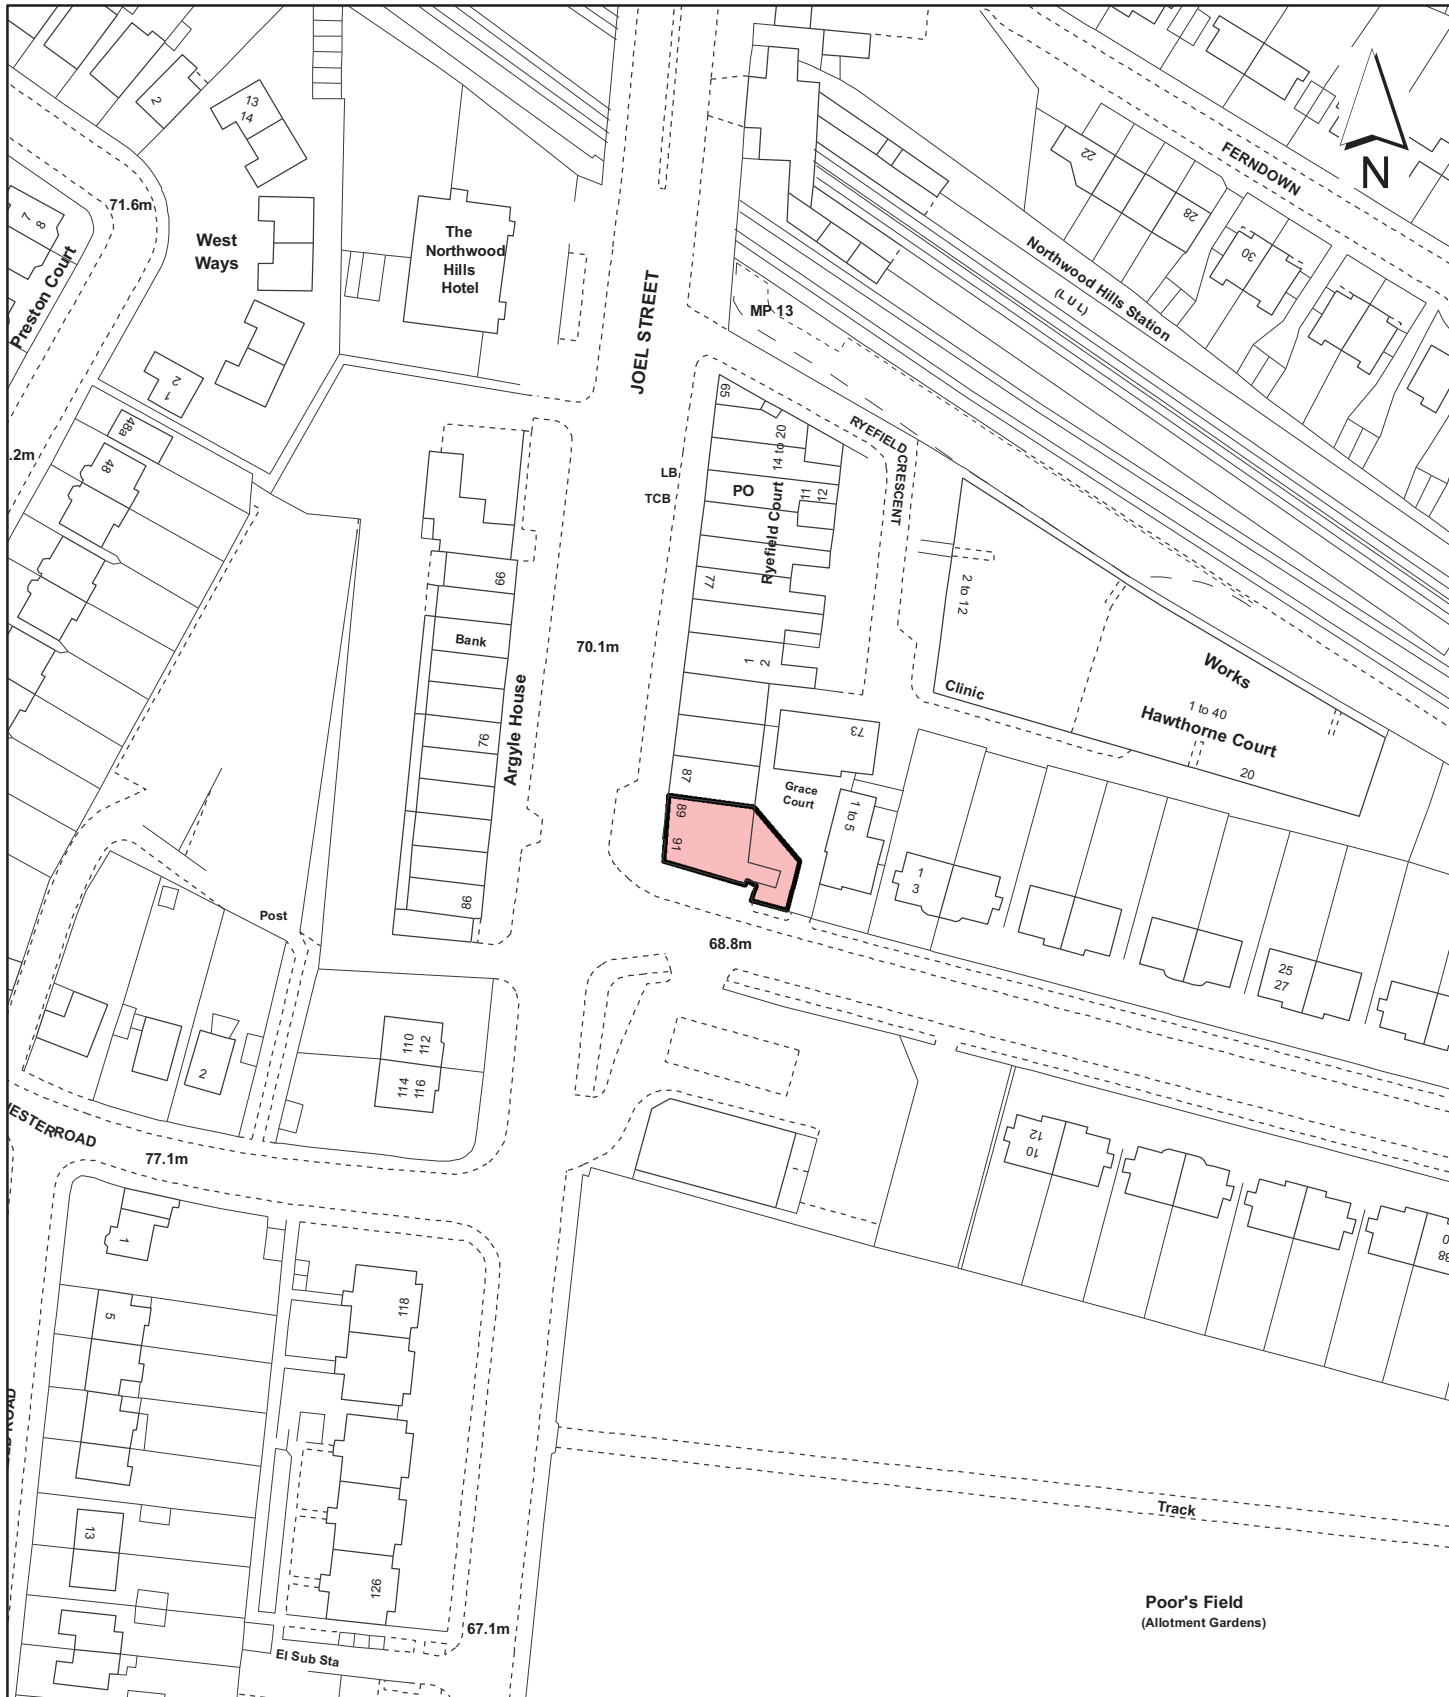 2
13
14
71.6m
7
8
Preston Court
West
Ways
The
Northwood
Hills
Hotel
JOEL STREET
MP 13
22
28
30
FERNDOWN
Northwood Hills Station
(L U L)
N
2
1
48a
48
.2m
65
LB
TCB
PO
14 to 20
11
12
Ryefield Court
RYEFIELD CRESCENT
77
1
2
66
Bank
76
Argyle House
70.1m
2 to 12
Clinic
Works
1 to 40
Hawthorne Court
20
73
Grace
Court
1 to 5
87
89
91
1
3
25
27
98
Post
68.8m
2
110
112
114
116
HESTER ROAD
77.1m
12
10
1
5
118
13
126
67.1m
El Sub Sta
Track
Poor's Field
(Allotment Gardens)